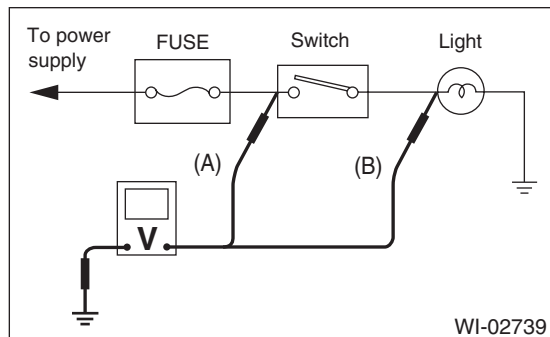 To power
supply
FUSE
Switch
Light
(A)
(B)
V
WI-02739